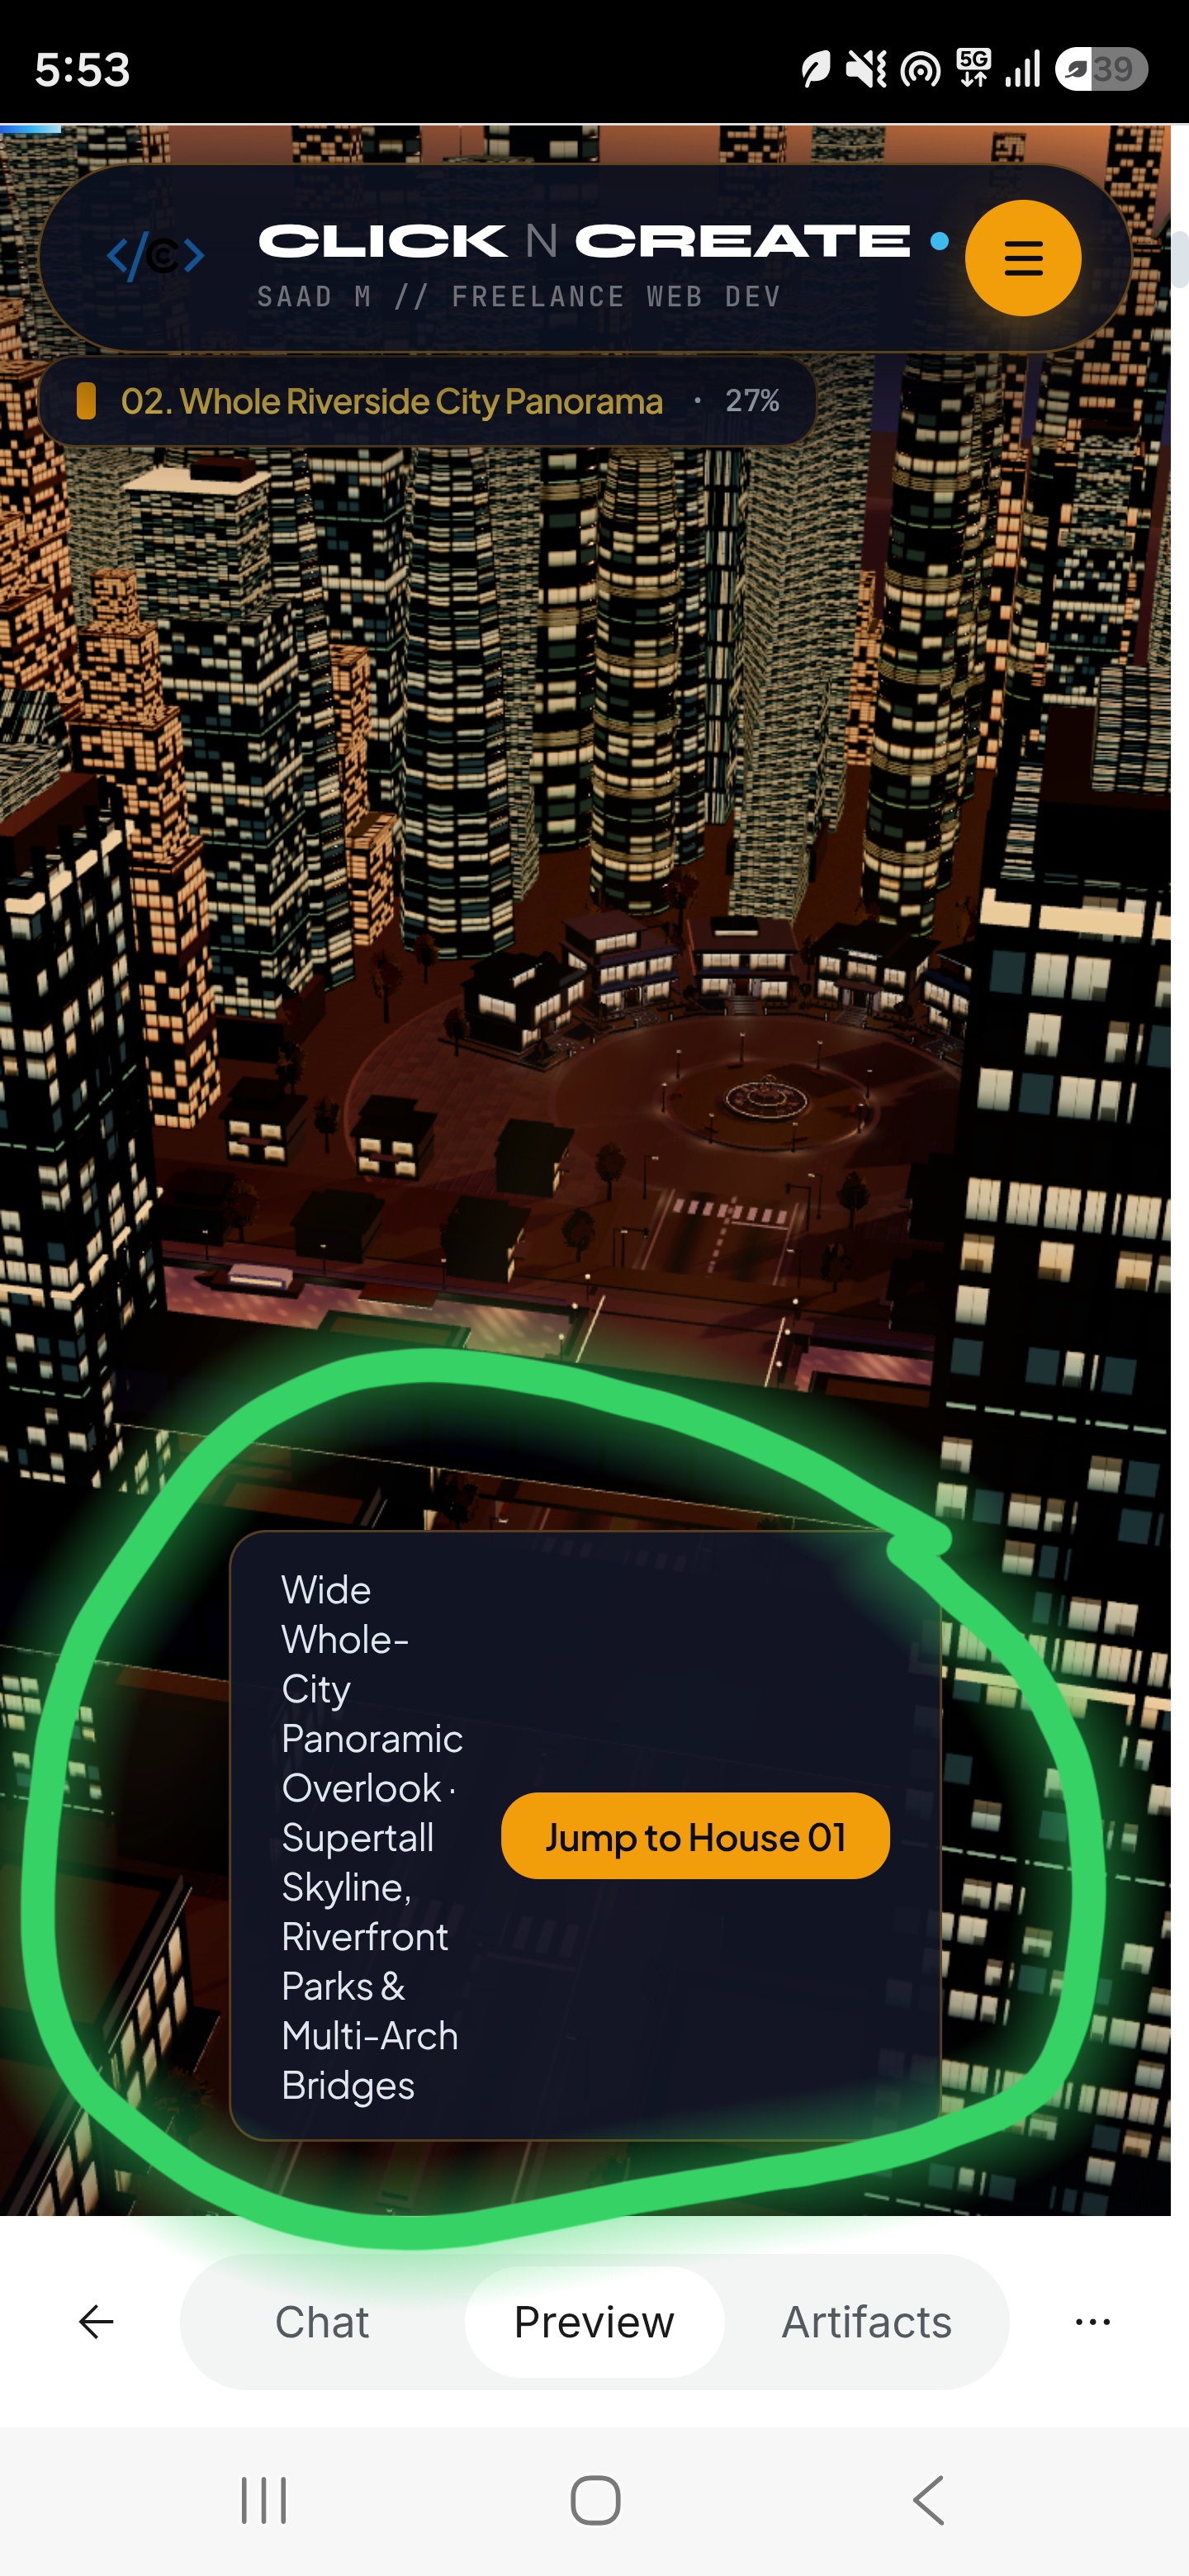 5:53
5G
39
</C>
CLICK N CREATE
SAAD M // FREELANCE WEB DEV
02. Whole Riverside City Panorama · 27%
Wide
Whole-
City
Panoramic
Overlook ·
Supertall
Skyline,
Riverfront
Parks &
Multi-Arch
Bridges
Jump to House 01
Chat
Preview
Artifacts